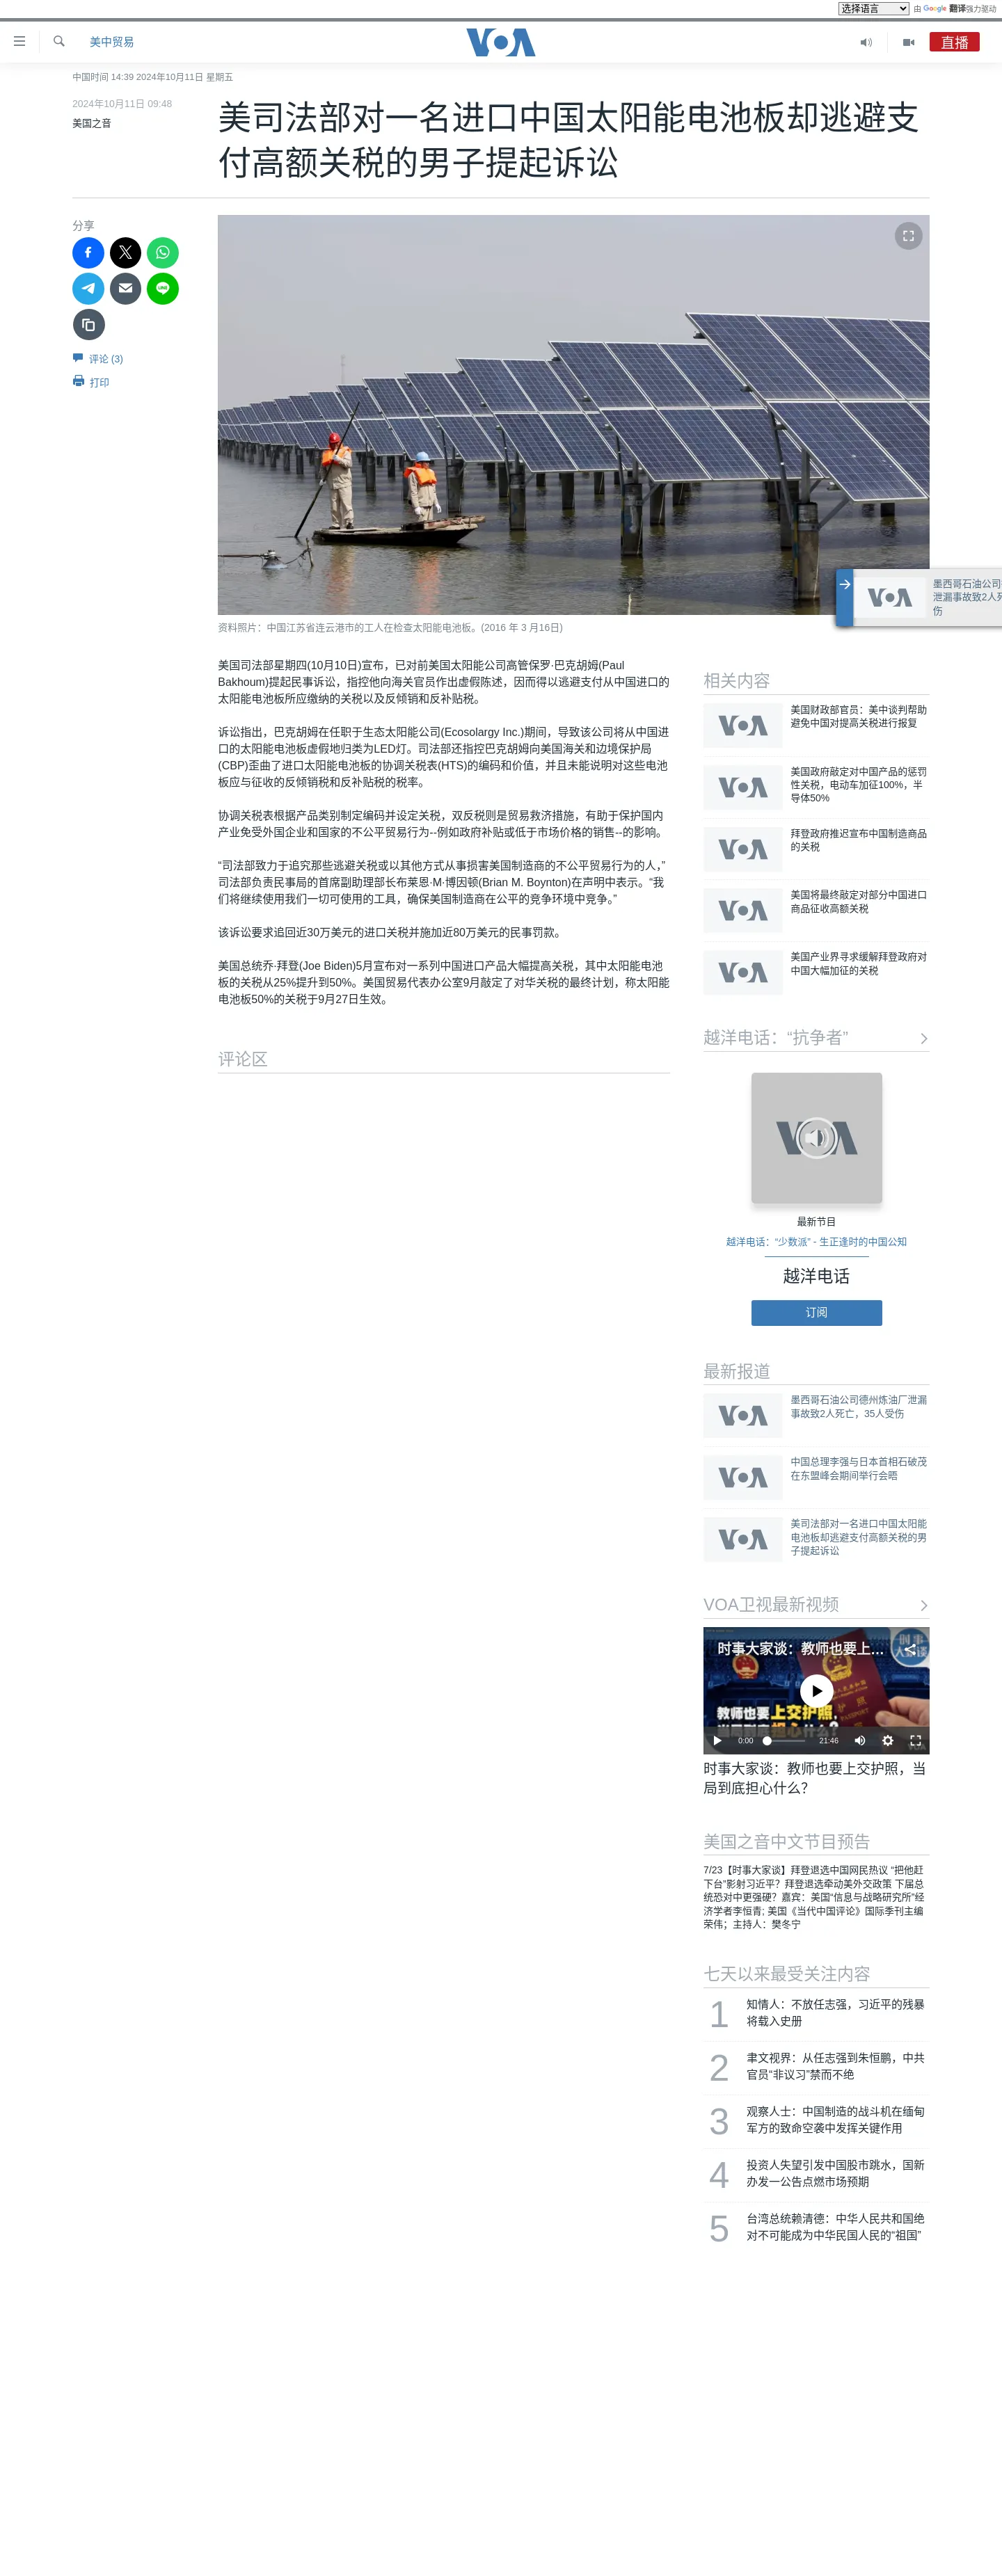 选择语言
由 Google 翻译强力驱动
美中贸易
VOA
直播
中国时间 14:39 2024年10月11日 星期五
2024年10月11日 09:48
美国之音
美司法部对一名进口中国太阳能电池板却逃避支
付高额关税的男子提起诉讼
分享
评论 (3)
打印
墨西哥石油公司
泄漏事故致2人死
伤
资料照片：中国江苏省连云港市的工人在检查太阳能电池板。(2016 年 3 月16日)
美国司法部星期四(10月10日)宣布，已对前美国太阳能公司高管保罗·巴克胡姆(Paul
Bakhoum)提起民事诉讼，指控他向海关官员作出虚假陈述，因而得以逃避支付从中国进口的
太阳能电池板所应缴纳的关税以及反倾销和反补贴税。
诉讼指出，巴克胡姆在任职于生态太阳能公司(Ecosolargy Inc.)期间，导致该公司将从中国进
口的太阳能电池板虚假地归类为LED灯。司法部还指控巴克胡姆向美国海关和边境保护局
(CBP)歪曲了进口太阳能电池板的协调关税表(HTS)的编码和价值，并且未能说明对这些电池
板应与征收的反倾销税和反补贴税的税率。
协调关税表根据产品类别制定编码并设定关税，双反税则是贸易救济措施，有助于保护国内
产业免受外国企业和国家的不公平贸易行为--例如政府补贴或低于市场价格的销售--的影响。
“司法部致力于追究那些逃避关税或以其他方式从事损害美国制造商的不公平贸易行为的人，”
司法部负责民事局的首席副助理部长布莱恩·M·博因顿(Brian M. Boynton)在声明中表示。“我
们将继续使用我们一切可使用的工具，确保美国制造商在公平的竞争环境中竞争。”
该诉讼要求追回近30万美元的进口关税并施加近80万美元的民事罚款。
美国总统乔·拜登(Joe Biden)5月宣布对一系列中国进口产品大幅提高关税，其中太阳能电池
板的关税从25%提升到50%。美国贸易代表办公室9月敲定了对华关税的最终计划，称太阳能
电池板50%的关税于9月27日生效。
评论区
相关内容
美国财政部官员：美中谈判帮助
避免中国对提高关税进行报复
美国政府敲定对中国产品的惩罚
性关税，电动车加征100%，半
导体50%
拜登政府推迟宣布中国制造商品
的关税
美国将最终敲定对部分中国进口
商品征收高额关税
美国产业界寻求缓解拜登政府对
中国大幅加征的关税
越洋电话：“抗争者”
最新节目
越洋电话：“少数派” - 生正逢时的中国公知
越洋电话
订阅
最新报道
墨西哥石油公司德州炼油厂泄漏
事故致2人死亡，35人受伤
中国总理李强与日本首相石破茂
在东盟峰会期间举行会晤
美司法部对一名进口中国太阳能
电池板却逃避支付高额关税的男
子提起诉讼
VOA卫视最新视频
时事大家谈：教师也要上...
教师也要上交护照，
当局到底担心什么？
0:00
21:46
时事大家谈：教师也要上交护照，当
局到底担心什么？
美国之音中文节目预告
7/23【时事大家谈】拜登退选中国网民热议 “把他赶
下台”影射习近平？拜登退选牵动美外交政策 下届总
统恐对中更强硬？嘉宾：美国“信息与战略研究所”经
济学者李恒青; 美国《当代中国评论》国际季刊主编
荣伟；主持人：樊冬宁
七天以来最受关注内容
1
知情人：不放任志强，习近平的残暴
将载入史册
2
聿文视界：从任志强到朱恒鹏，中共
官员“非议习”禁而不绝
3
观察人士：中国制造的战斗机在缅甸
军方的致命空袭中发挥关键作用
4
投资人失望引发中国股市跳水，国新
办发一公告点燃市场预期
5
台湾总统赖清德：中华人民共和国绝
对不可能成为中华民国人民的“祖国”